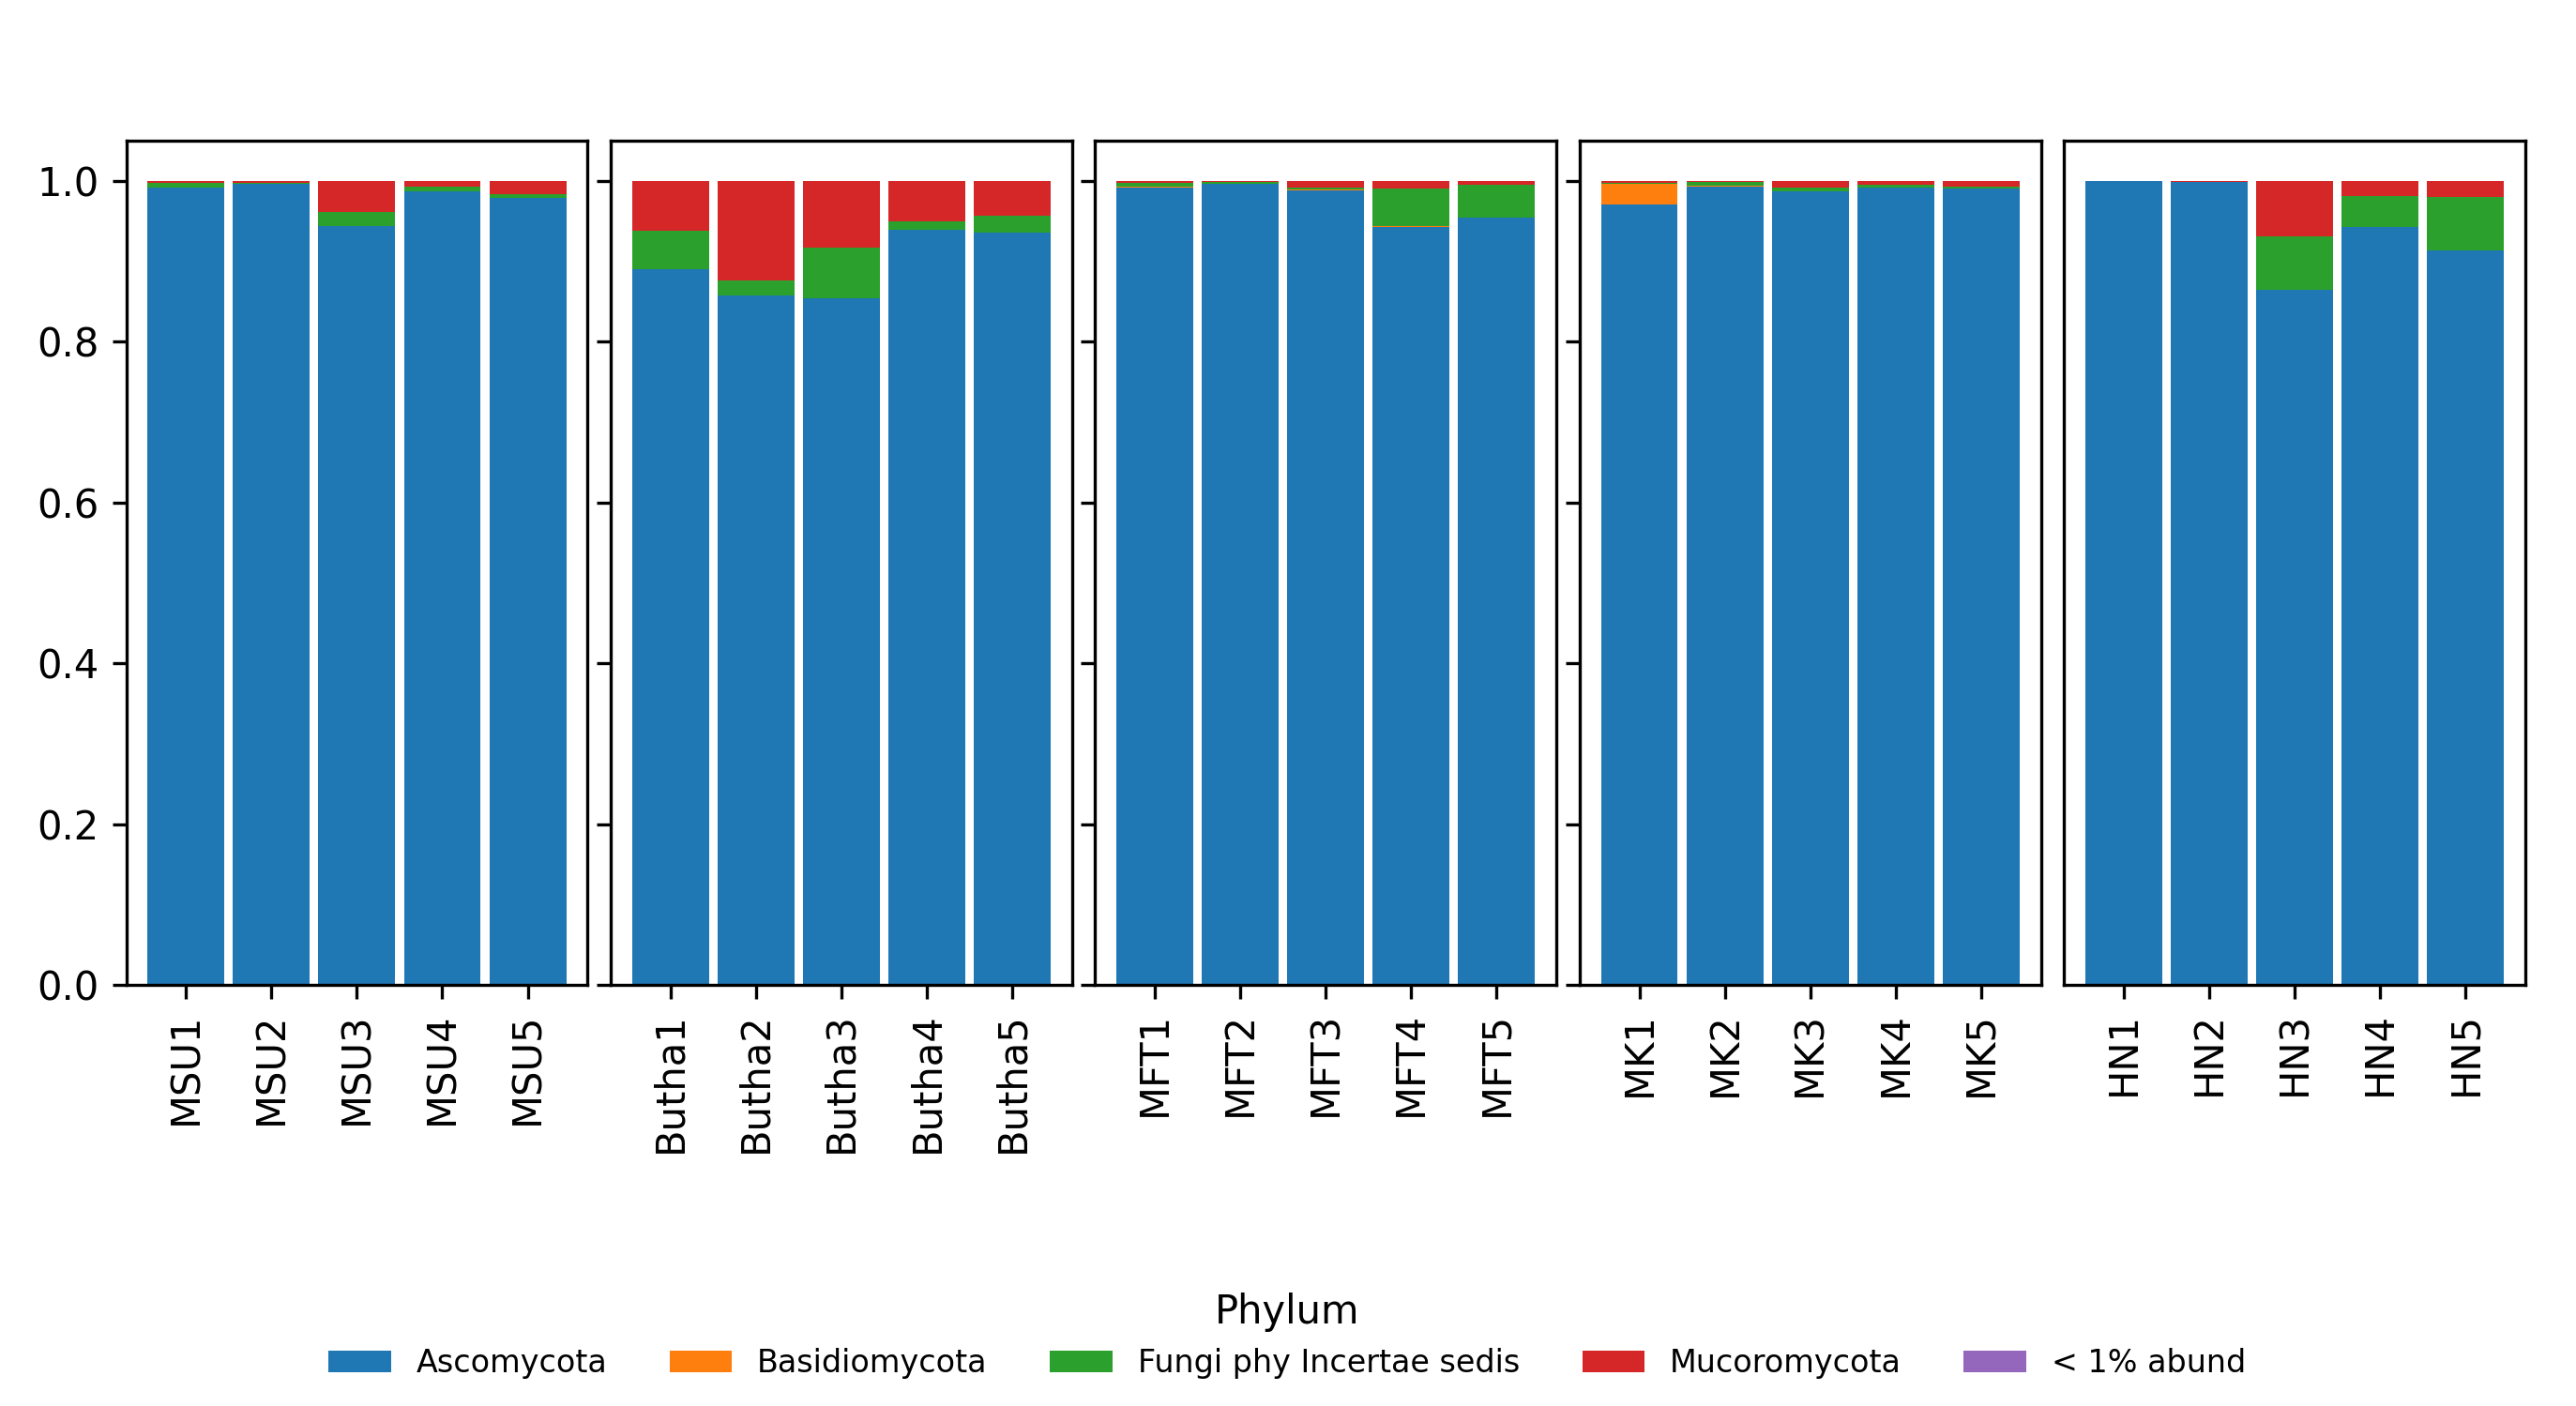 1.0
0.8
0.6
0.4
0.2
0.0
MSU1
MSU2
MSU3
MSU4
MSU5
Butha1
Butha2
Butha3
Butha4
Butha5
MFT1
MFT2
MFT3
MFT4
MFT5
MK1
MK2
MK3
MK4
MK5
HN1
HN2
HN3
HN4
HN5
Phylum
Ascomycota Basidiomycota Fungi phy Incertae sedis Mucoromycota < 1% abund